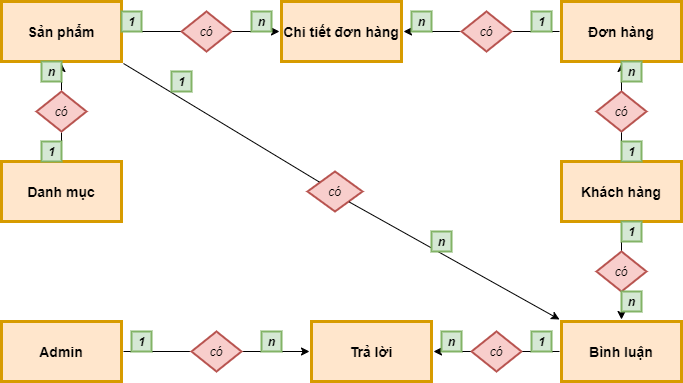 Sản phẩm
1
có
n
Chi tiết đơn hàng
n
có
1
Đơn hàng
n
có
1
1
n
có
1
Danh mục
có
Khách hàng
1
có
n
n
Admin
1
có
n
Trả lời
n
có
1
Bình luận